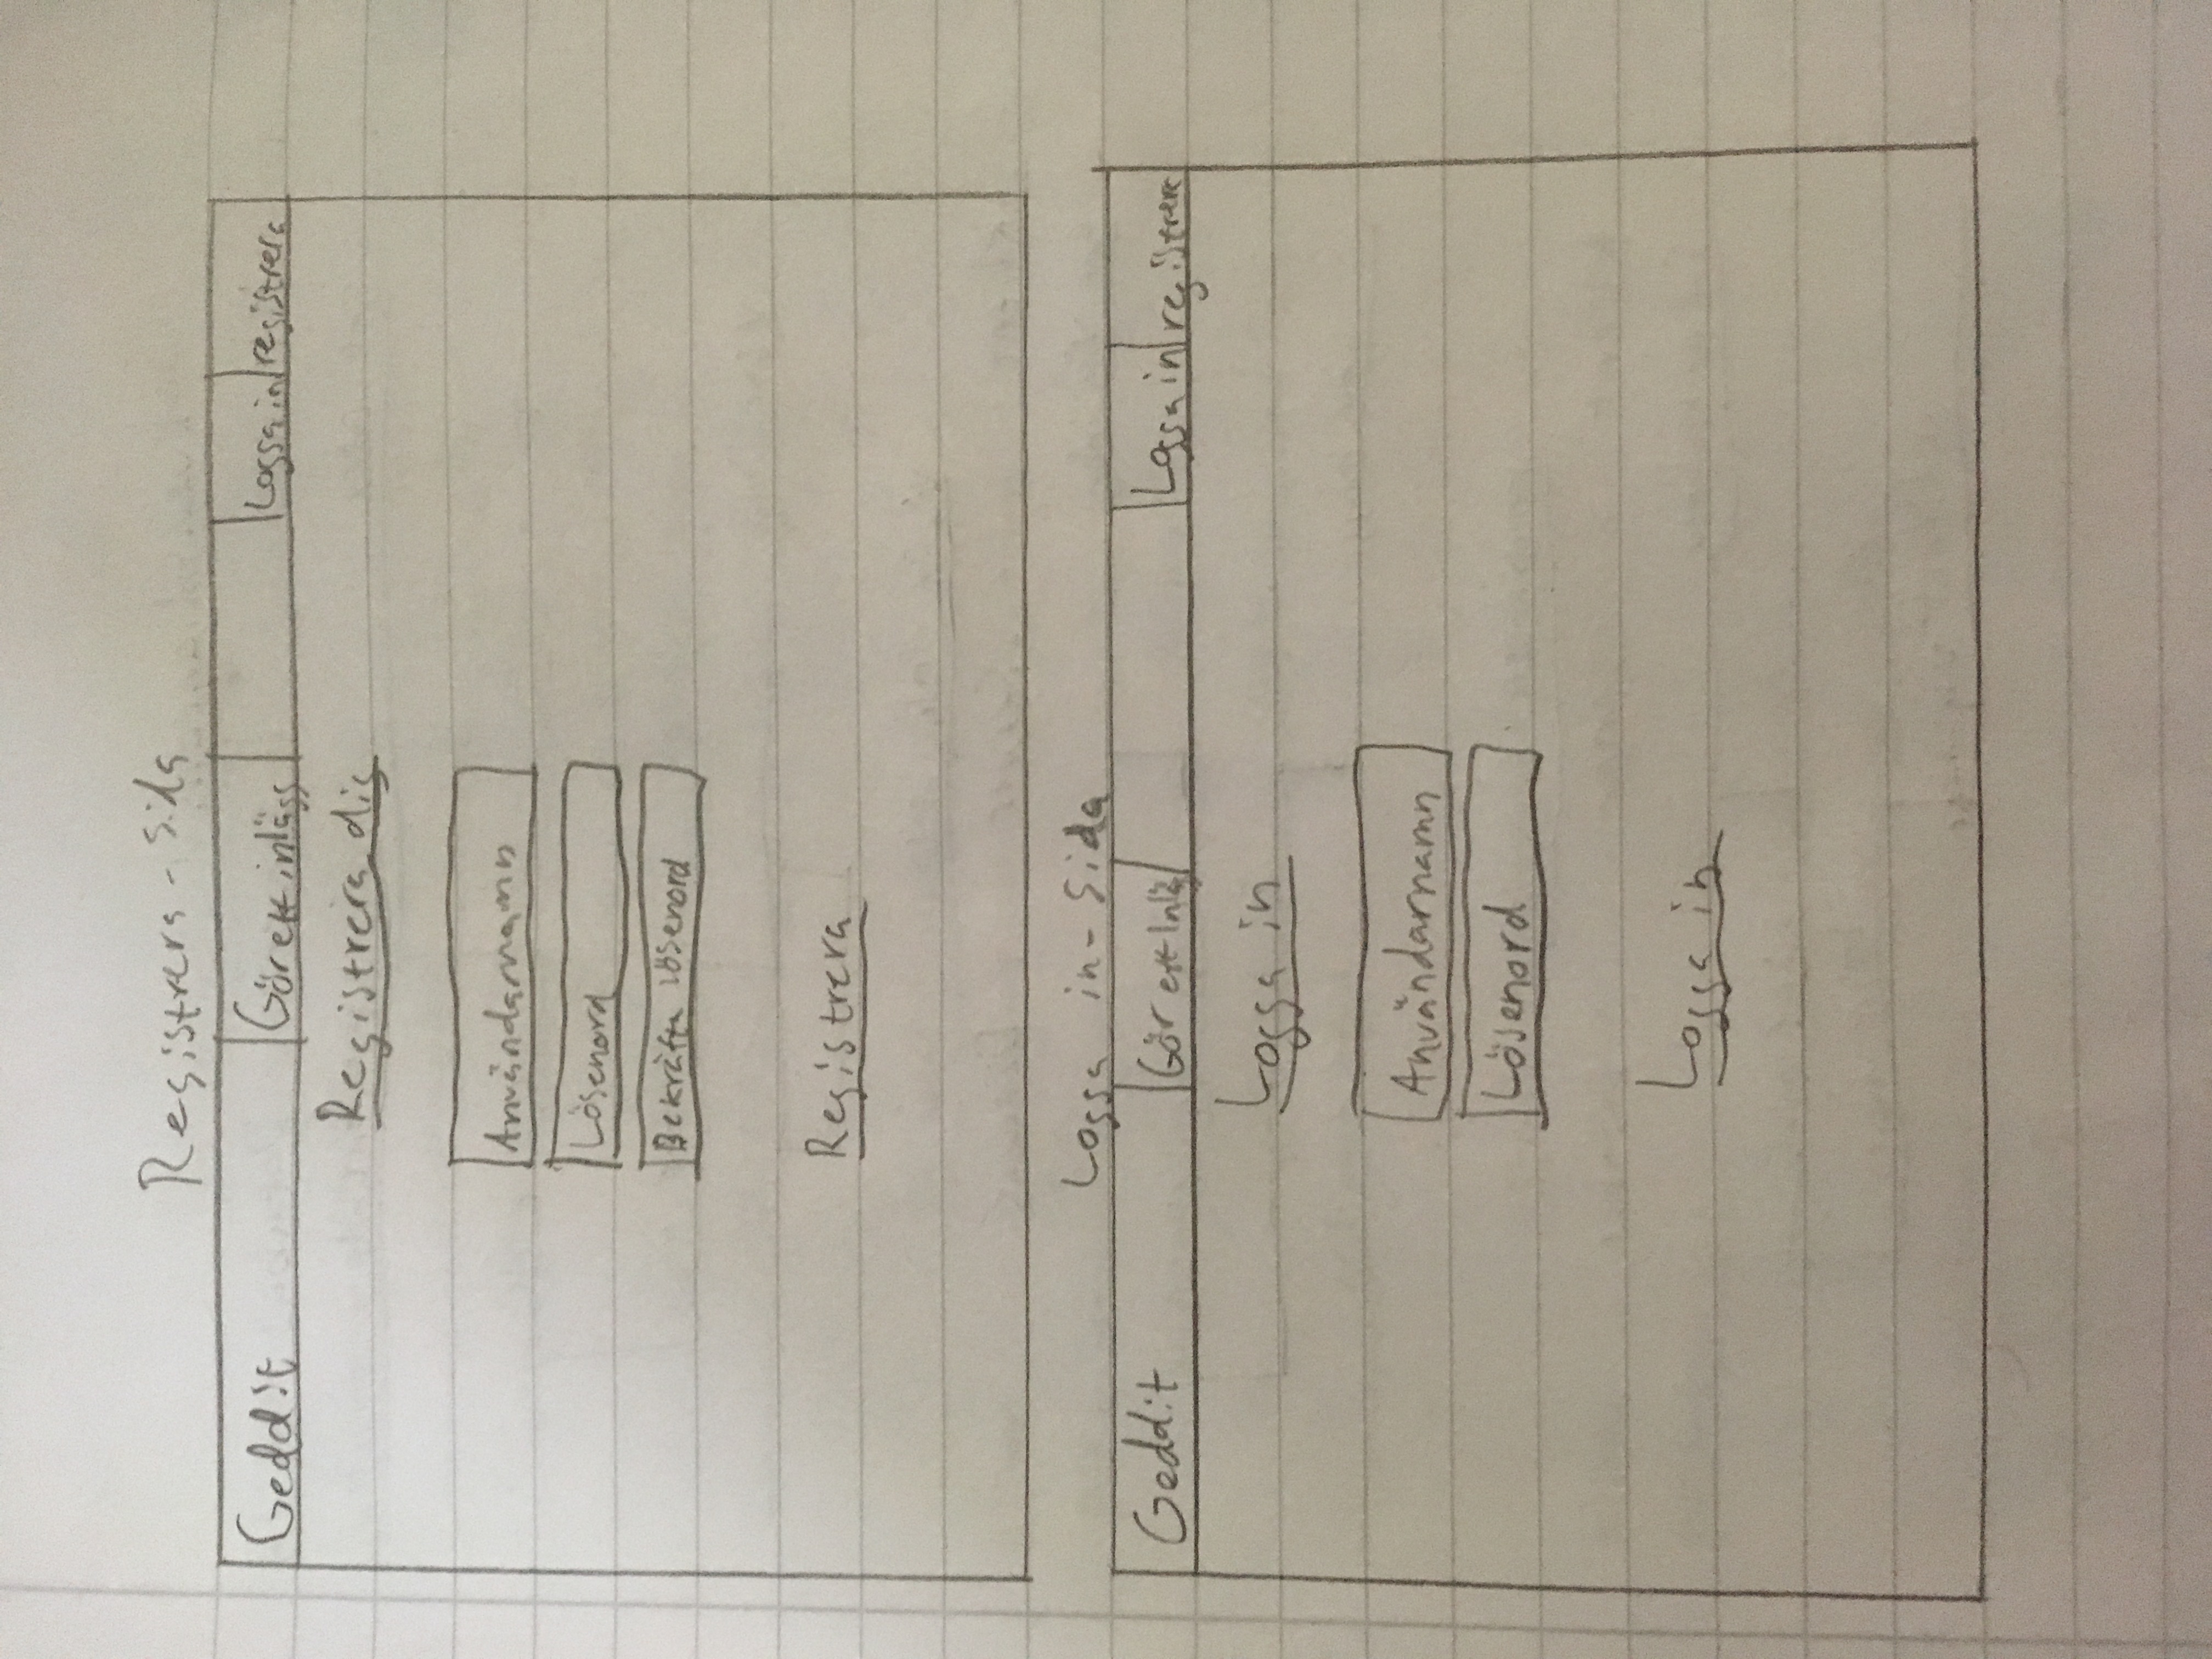 Registrera - Sida
Geddit Gör ett inlägg Logga in registrera
Registrera dig
Användarnamn
Lösenord
Bekräfta lösenord
Registrera
Logga in - Sida
Geddit Gör ett Inläg Logga in registrera
Logga in
Användarnamn
Lösenord
Logga in